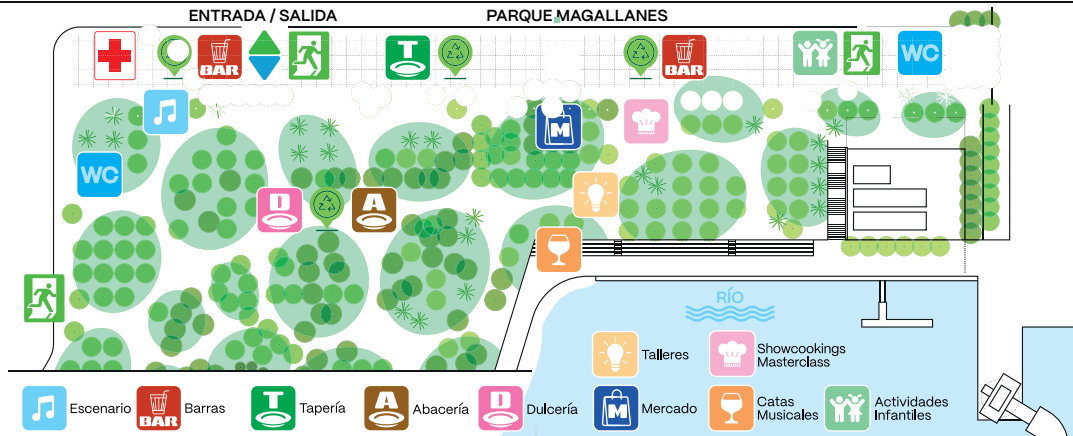 ENTRADA / SALIDA
PARQUE MAGALLANES
BAR
T
BAR
WC
M
WC
D
A
RÍO
Talleres
Showcookings
Masterclass
Escenario
BAR
Barras
T
Tapería
A
Abacería
D
Dulcería
M
Mercado
Catas
Musicales
Actividades
Infantiles